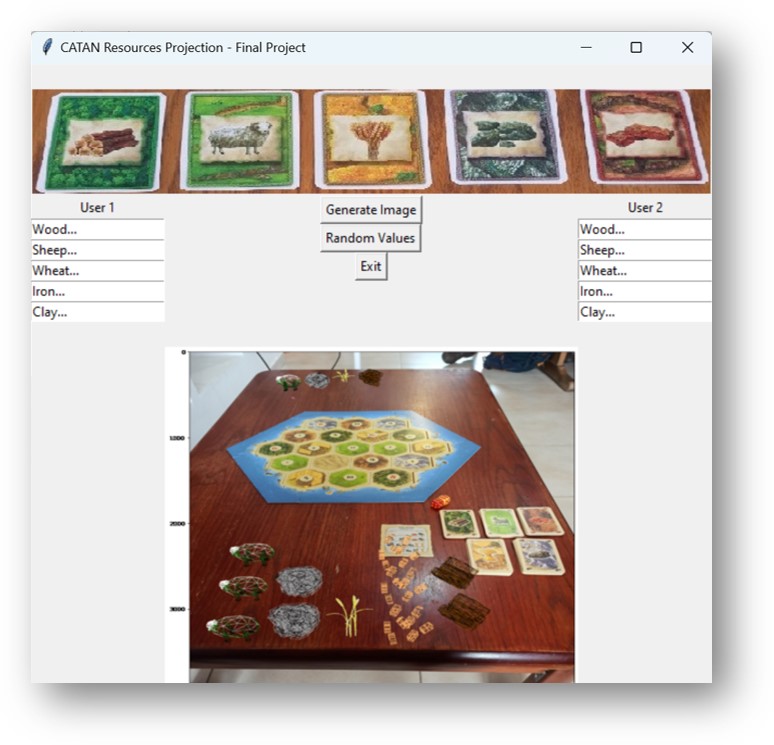 CATAN Resources Projection - Final Project
User 1
Generate Image
User 2
Random Values
Exit
Wood...
Sheep...
Wheat...
Iron...
Clay...
Wood...
Sheep...
Wheat...
Iron...
Clay...
0
1000
2000
3000